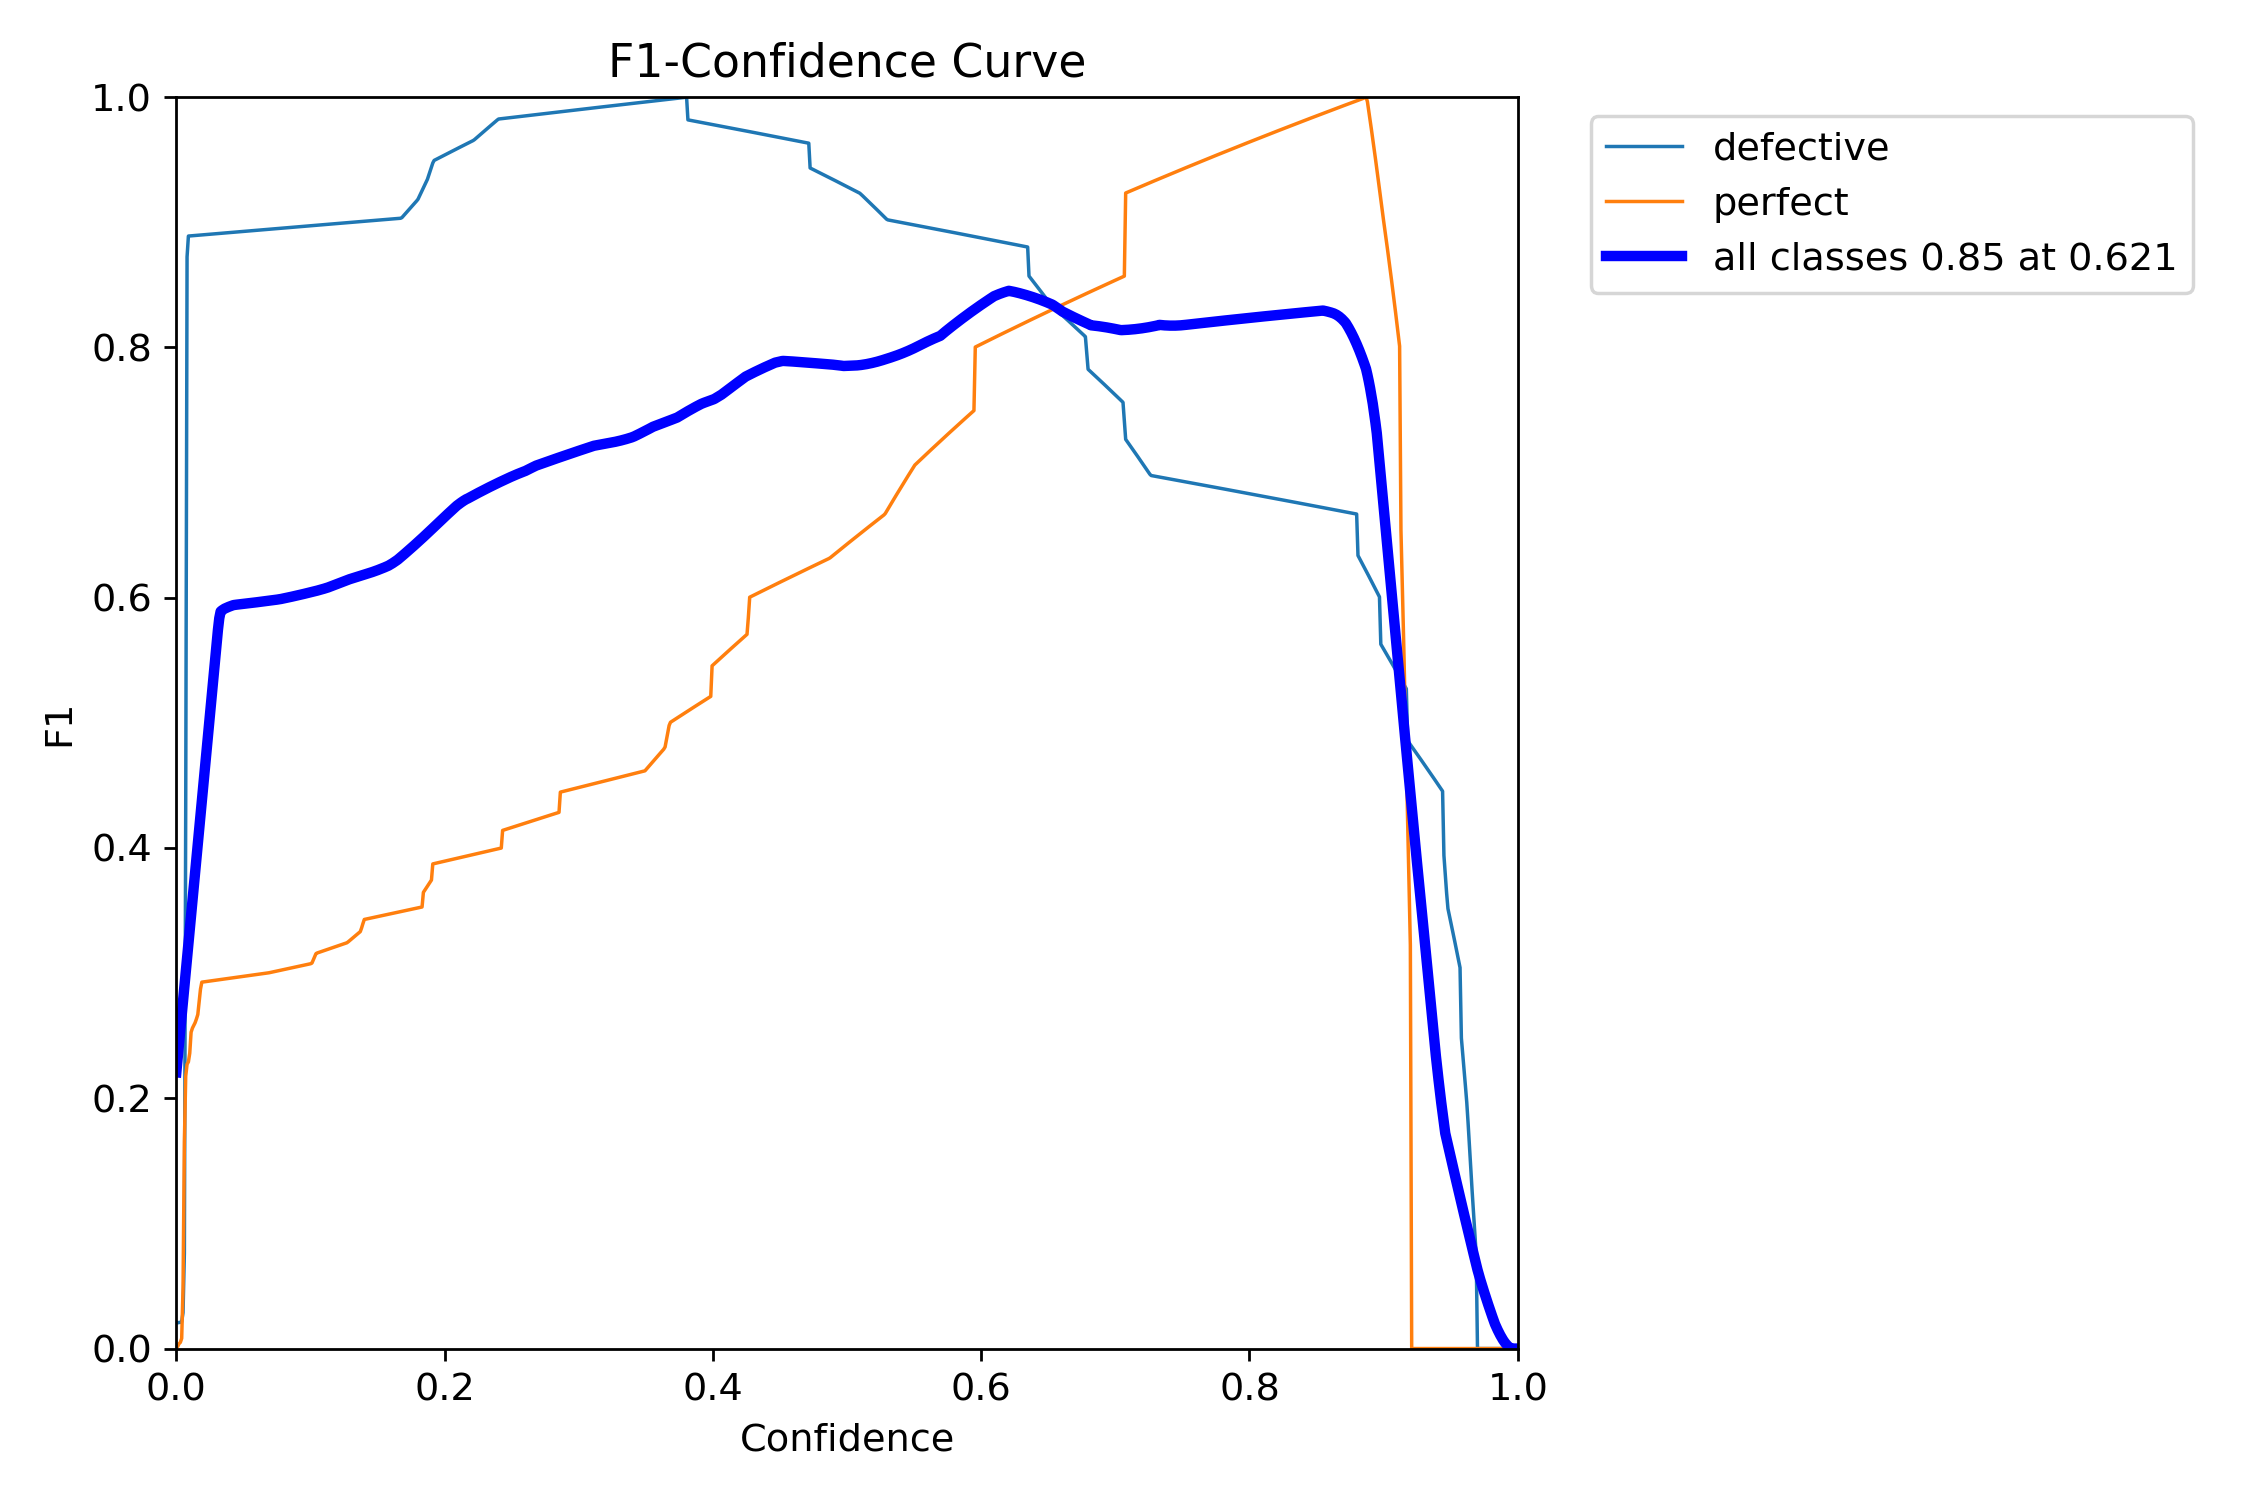 F1-Confidence Curve
1.0
0.8
0.6
0.4
0.2
0.0
F1
0.0 0.2 0.4 0.6 0.8 1.0
Confidence
defective
perfect
all classes 0.85 at 0.621